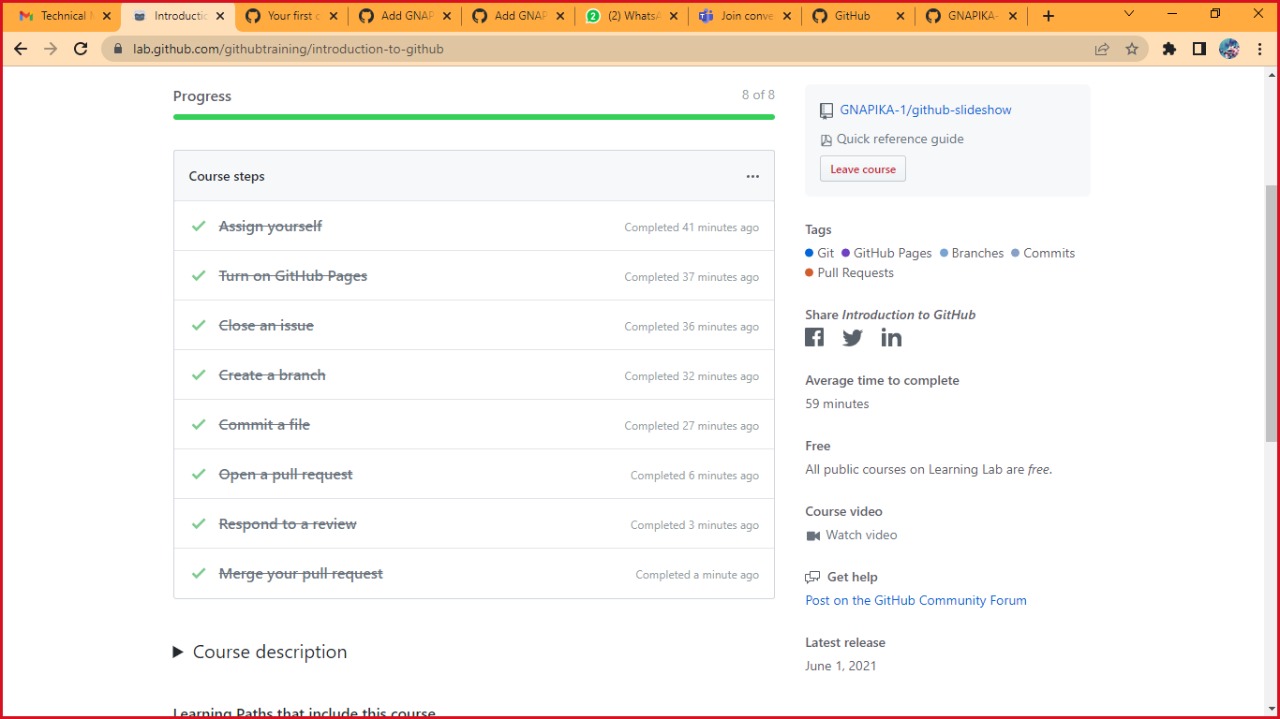 Technical M
Introductic
Your first c
Add GNAP
Add GNAP
(2) WhatsA
Join conve
GitHub
GNAPIKA-
lab.github.com/githubtraining/introduction-to-github
Progress
8 of 8
Course steps
Assign yourself
Completed 41 minutes ago
Turn on GitHub Pages
Completed 37 minutes ago
Close an issue
Completed 36 minutes ago
Create a branch
Completed 32 minutes ago
Commit a file
Completed 27 minutes ago
Open a pull request
Completed 6 minutes ago
Respond to a review
Completed 3 minutes ago
Merge your pull request
Completed a minute ago
Course description
Learning Paths that include this course
GNAPIKA-1/github-slideshow
Quick reference guide
Leave course
Tags
Git GitHub Pages Branches Commits
Pull Requests
Share Introduction to GitHub
Average time to complete
59 minutes
Free
All public courses on Learning Lab are free.
Course video
Watch video
Get help
Post on the GitHub Community Forum
Latest release
June 1, 2021